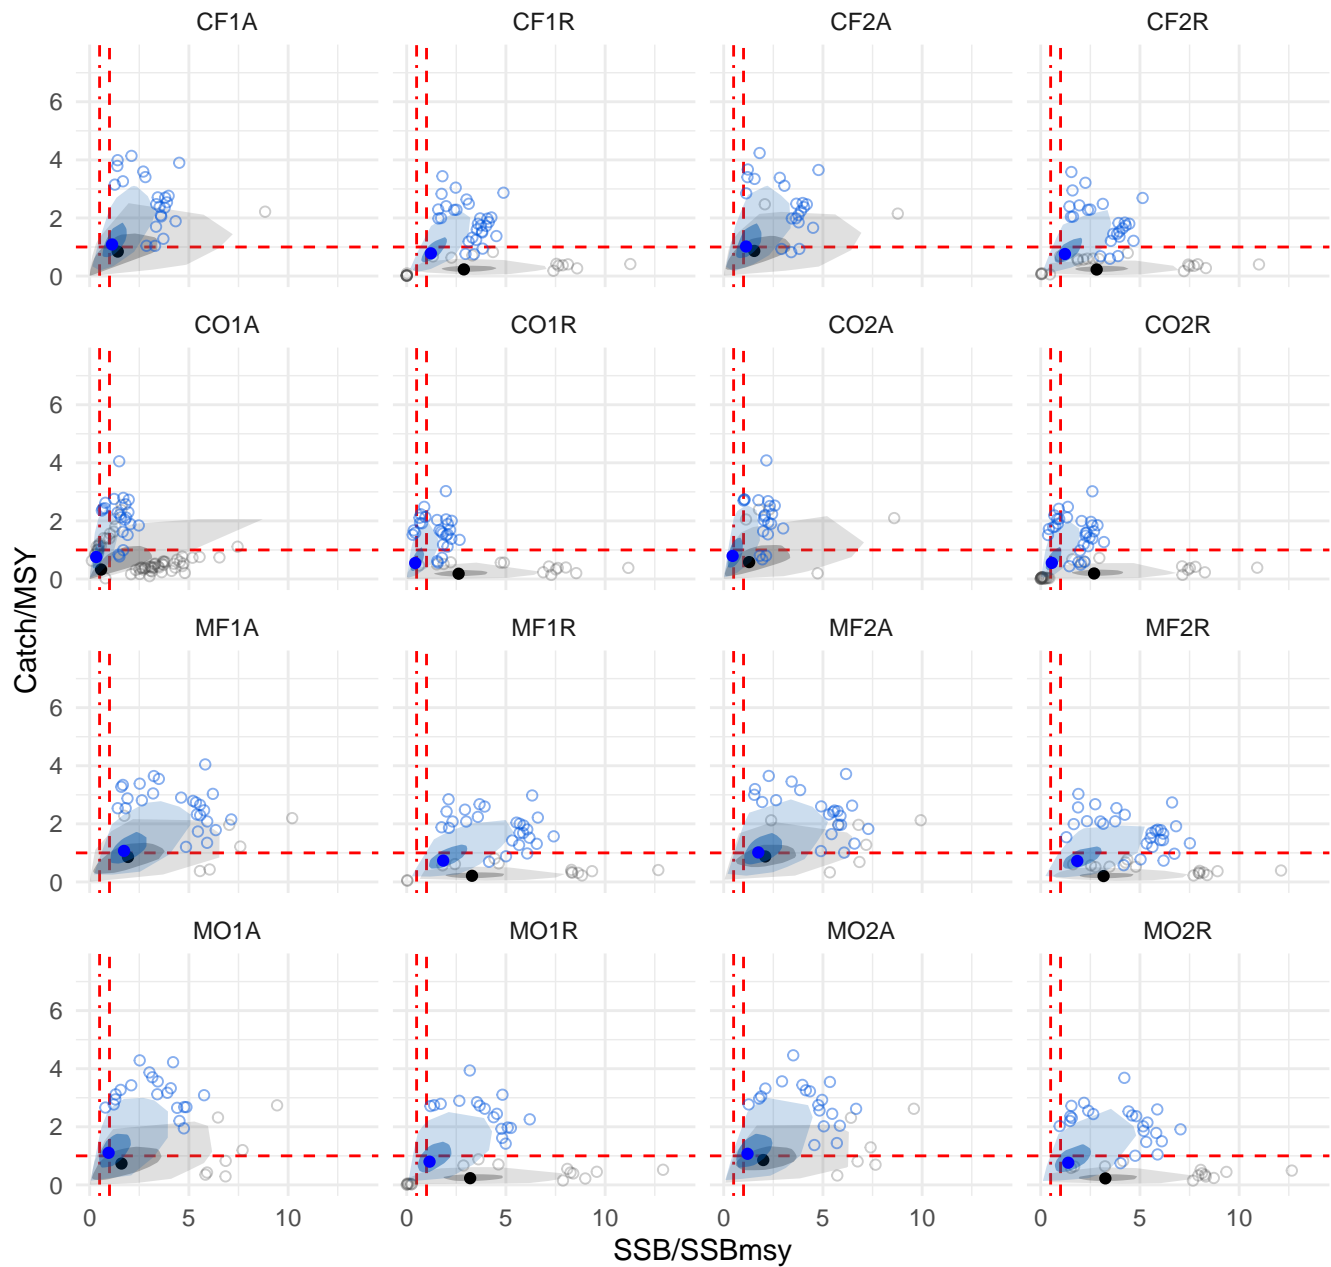 CF1A CF1R CF2A CF2R
6
4
2
0
CO1A CO1R CO2A CO2R
6
4
2
0
Catch/MSY
MF1A MF1R MF2A MF2R
6
4
2
0
MO1A MO1R MO2A MO2R
6
4
2
0
0 5 10 0 5 10 0 5 10 0 5 10
SSB/SSBmsy